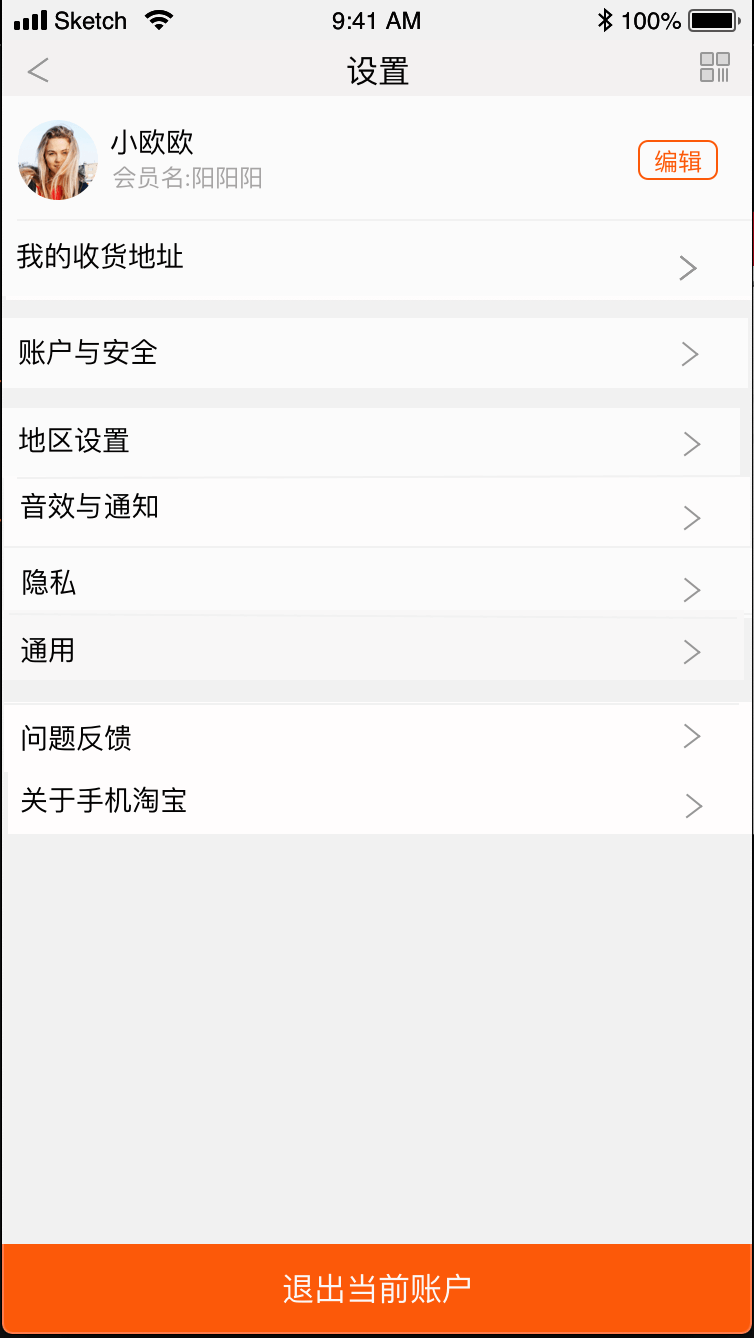 Sketch 9:41 AM 100%
设置
小欧欧
会员名:阳阳阳
编辑
我的收货地址
账户与安全
地区设置
音效与通知
隐私
通用
问题反馈
关于手机淘宝
退出当前账户